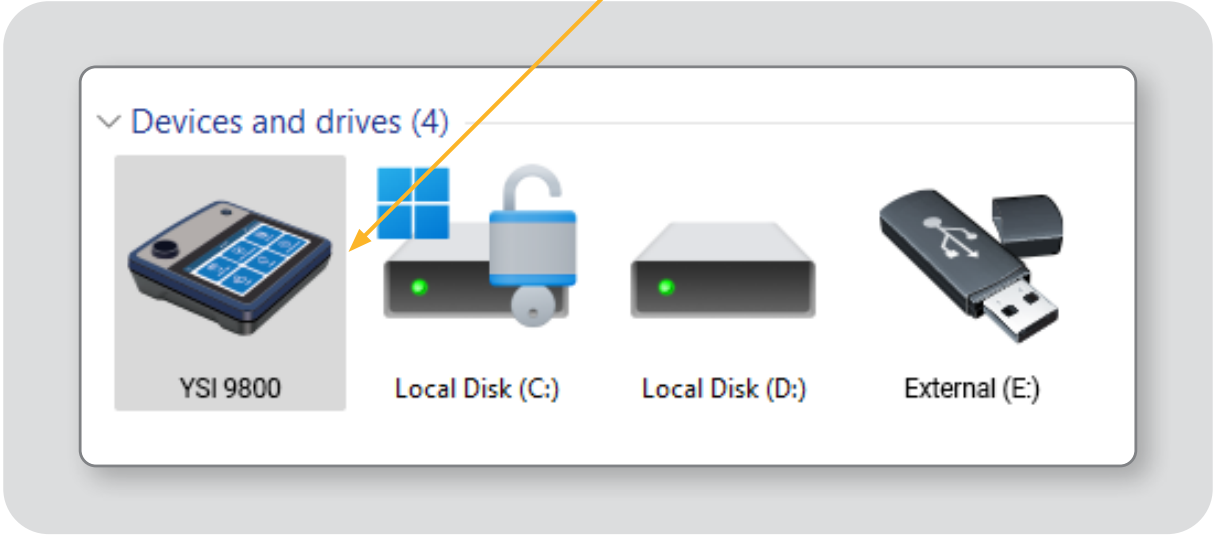 Devices and drives (4)
YSI 9800
Local Disk (C:)
Local Disk (D:)
External (E:)